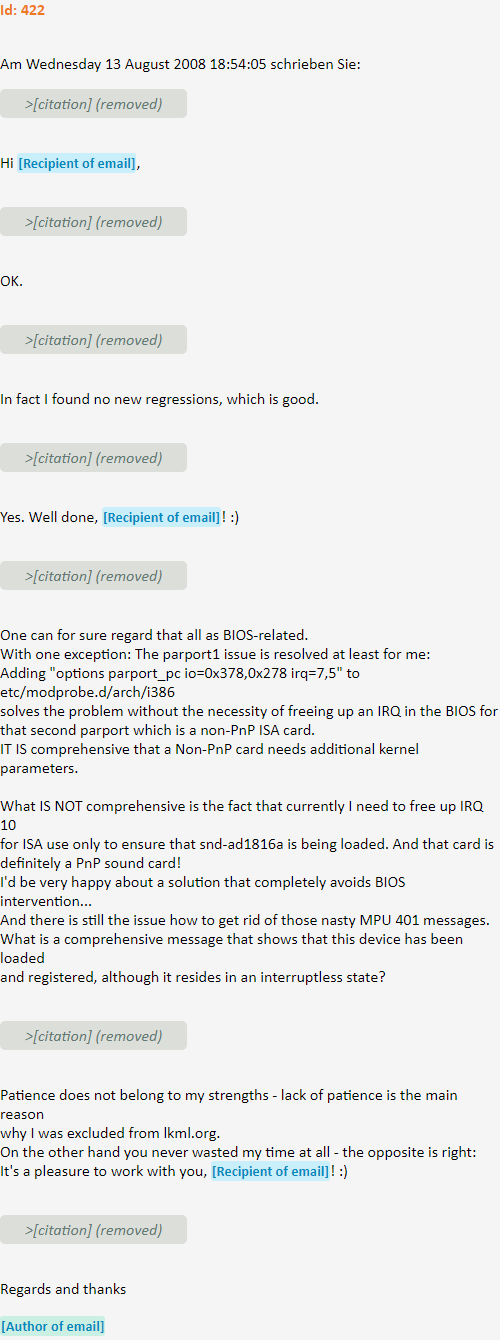 Id: 422
Am Wednesday 13 August 2008 18:54:05 schrieben Sie:
>[citation] (removed)
Hi [Recipient of email],
>[citation] (removed)
OK.
>[citation] (removed)
In fact I found no new regressions, which is good.
>[citation] (removed)
Yes. Well done, [Recipient of email]! :)
>[citation] (removed)
One can for sure regard that all as BIOS-related.
With one exception: The parport1 issue is resolved at least for me:
Adding "options parport_pc io=0x378,0x278 irq=7,5" to
etc/modprobe.d/arch/i386
solves the problem without the necessity of freeing up an IRQ in the BIOS for
that second parport which is a non-PnP ISA card.
IT IS comprehensive that a Non-PnP card needs additional kernel
parameters.
What IS NOT comprehensive is the fact that currently I need to free up IRQ
10
for ISA use only to ensure that snd-ad1816a is being loaded. And that card is
definitely a PnP sound card!
I'd be very happy about a solution that completely avoids BIOS
intervention...
And there is still the issue how to get rid of those nasty MPU 401 messages.
What is a comprehensive message that shows that this device has been
loaded
and registered, although it resides in an interruptless state?
>[citation] (removed)
Patience does not belong to my strengths - lack of patience is the main
reason
why I was excluded from lkml.org.
On the other hand you never wasted my time at all - the opposite is right:
It's a pleasure to work with you, [Recipient of email]! :)
>[citation] (removed)
Regards and thanks
[Author of email]